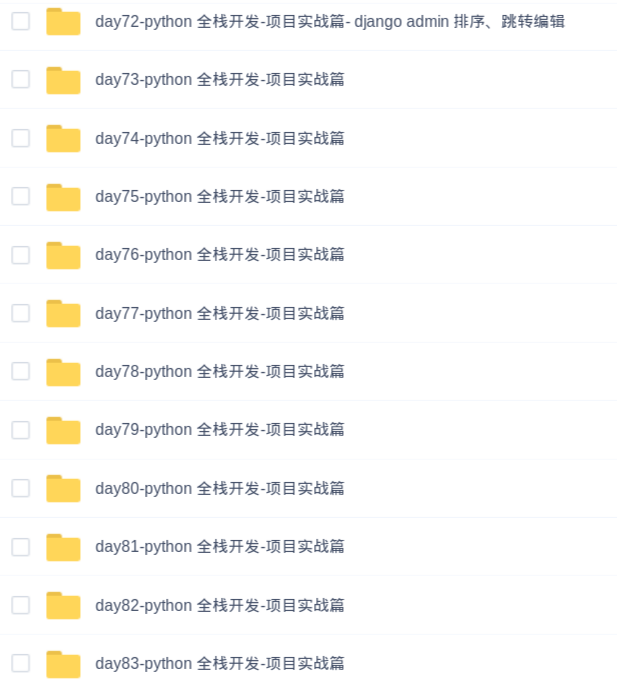 day72-python 全栈开发-项目实战篇- django admin 排序、跳转编辑
day73-python 全栈开发-项目实战篇
day74-python 全栈开发-项目实战篇
day75-python 全栈开发-项目实战篇
day76-python 全栈开发-项目实战篇
day77-python 全栈开发-项目实战篇
day78-python 全栈开发-项目实战篇
day79-python 全栈开发-项目实战篇
day80-python 全栈开发-项目实战篇
day81-python 全栈开发-项目实战篇
day82-python 全栈开发-项目实战篇
day83-python 全栈开发-项目实战篇